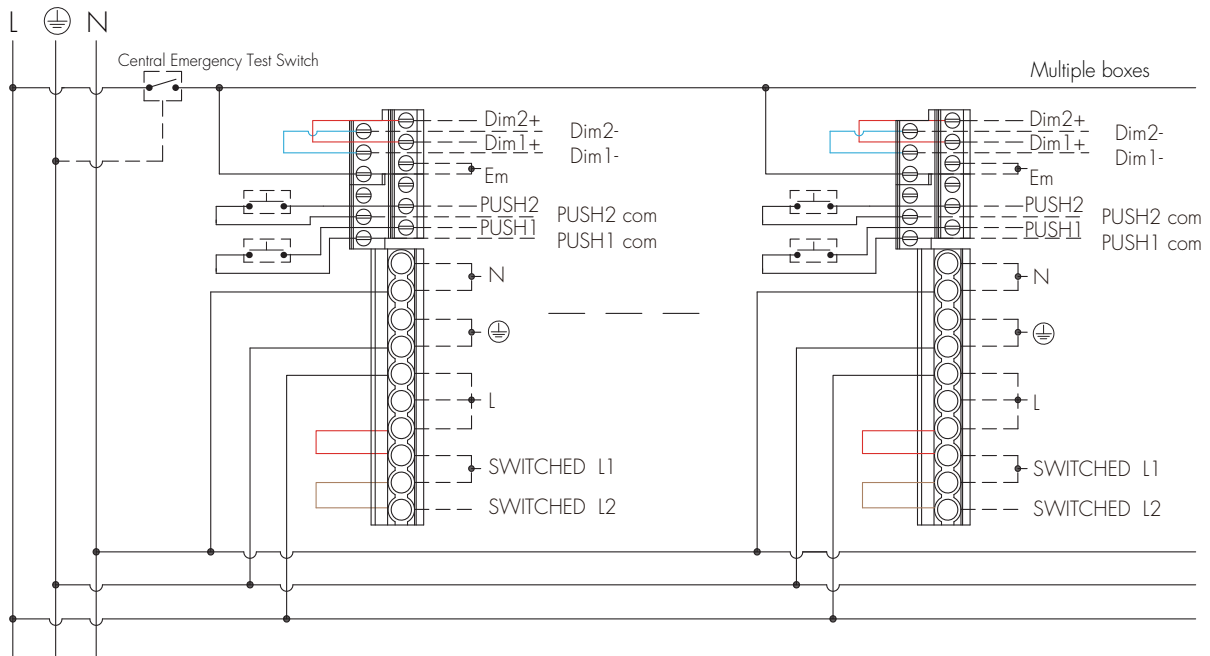 L N
Central Emergency Test Switch
Multiple boxes
Dim2+
Dim2-
Dim1+
Dim1-
Em
PUSH2
PUSH2 com
PUSH1
PUSH1 com
N
L
SWITCHED L1
SWITCHED L2
Dim2+
Dim2-
Dim1+
Dim1-
Em
PUSH2
PUSH2 com
PUSH1
PUSH1 com
N
L
SWITCHED L1
SWITCHED L2